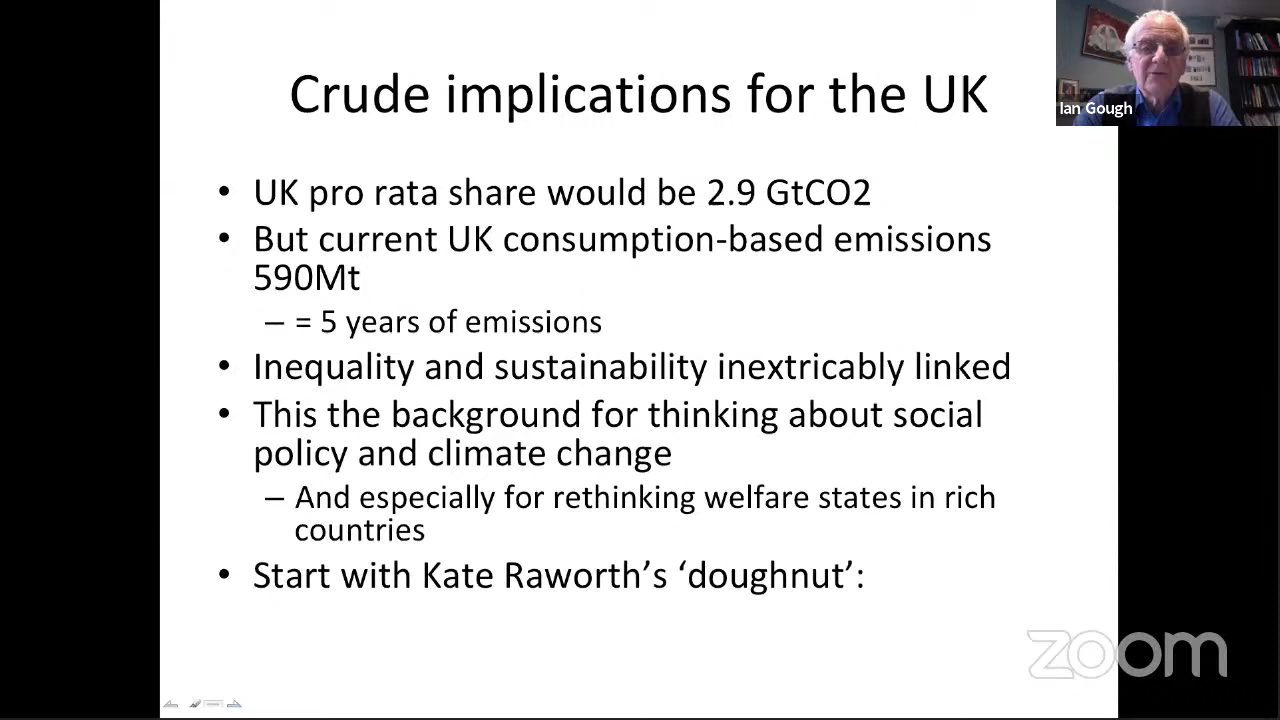 Crude implications for the UK
Ian Gough
• UK pro rata share would be 2.9 GtCO2
• But current UK consumption-based emissions
590Mt
– = 5 years of emissions
• Inequality and sustainability inextricably linked
• This the background for thinking about social
policy and climate change
– And especially for rethinking welfare states in rich
countries
• Start with Kate Raworth’s ‘doughnut’:
zoom